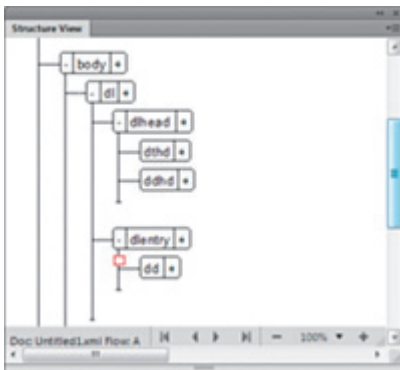 Structure View
- body +
- dl +
- dlhead +
dthd +
ddhd +
- dlentry +
dd +
Doc: Untitled1.xml Flow: A 100%